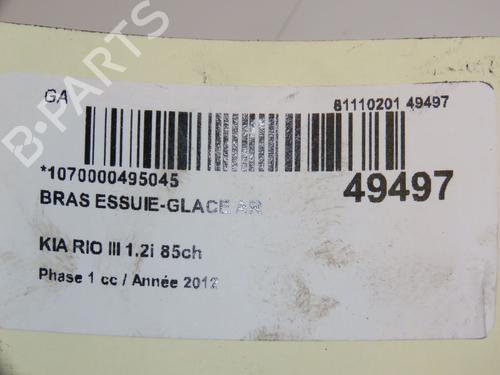 GA
81110201 49497
*1070000495045
49497
BRAS ESSUIE-GLACE AR
KIA RIO III 1.2i 85ch
Phase 1 cc / Année 2012
B-PARTS